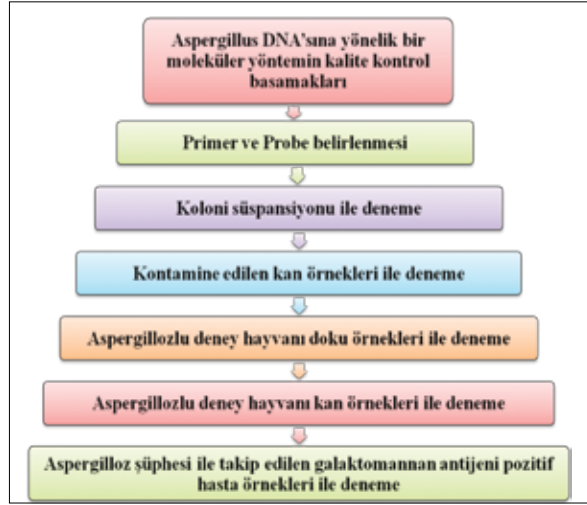 Aspergillus DNA'sına yönelik bir
moleküler yöntemin kalite kontrol
basamakları
Primer ve Probe belirlenmesi
Koloni süspansiyonu ile deneme
Kontamine edilen kan örnekleri ile deneme
Aspergillozlu deney hayvanı doku örnekleri ile deneme
Aspergillozlu deney hayvanı kan örnekleri ile deneme
Aspergilloz şüphesi ile takip edilen galaktomannan antijeni pozitif
hasta örnekleri ile deneme